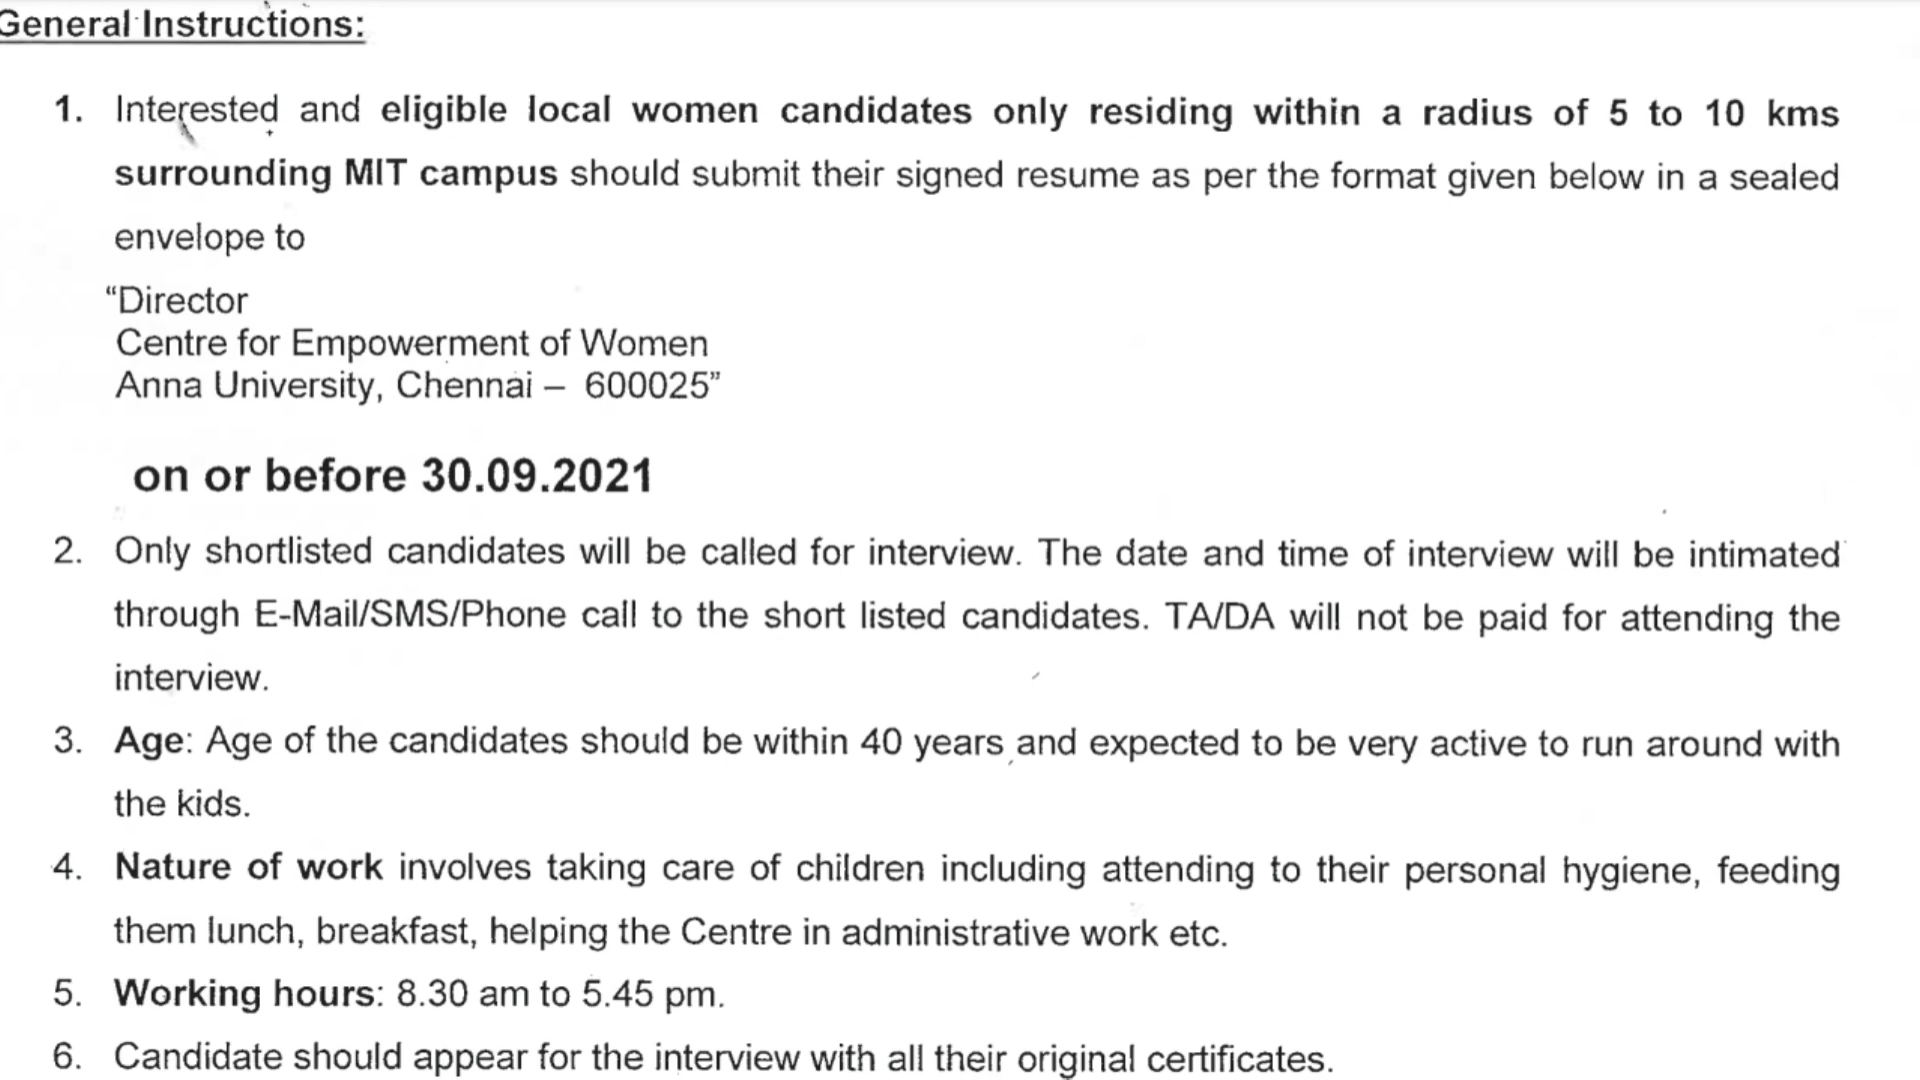 General Instructions:
1. Interested and eligible local women candidates only residing within a radius of 5 to 10 kms
surrounding MIT campus should submit their signed resume as per the format given below in a sealed
envelope to
“Director
Centre for Empowerment of Women
Anna University, Chennai – 600025”
on or before 30.09.2021
2. Only shortlisted candidates will be called for interview. The date and time of interview will be intimated
through E-Mail/SMS/Phone call to the short listed candidates. TA/DA will not be paid for attending the
interview.
3. Age: Age of the candidates should be within 40 years and expected to be very active to run around with
the kids.
4. Nature of work involves taking care of children including attending to their personal hygiene, feeding
them lunch, breakfast, helping the Centre in administrative work etc.
5. Working hours: 8.30 am to 5.45 pm.
6. Candidate should appear for the interview with all their original certificates.